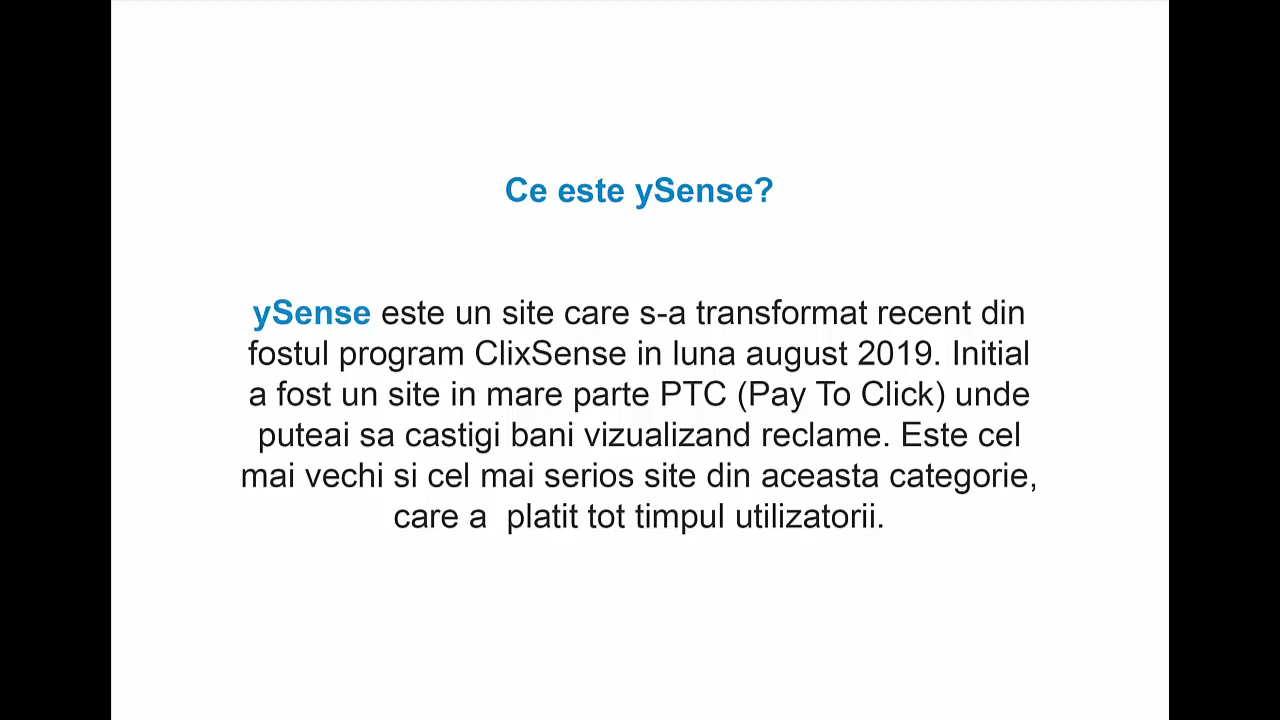 Ce este ySense?
ySense este un site care s-a transformat recent din
fostul program ClixSense in luna august 2019. Initial
a fost un site in mare parte PTC (Pay To Click) unde
puteai sa castigi bani vizualizand reclame. Este cel
mai vechi si cel mai serios site din aceasta categorie,
care a  platit tot timpul utilizatorii.